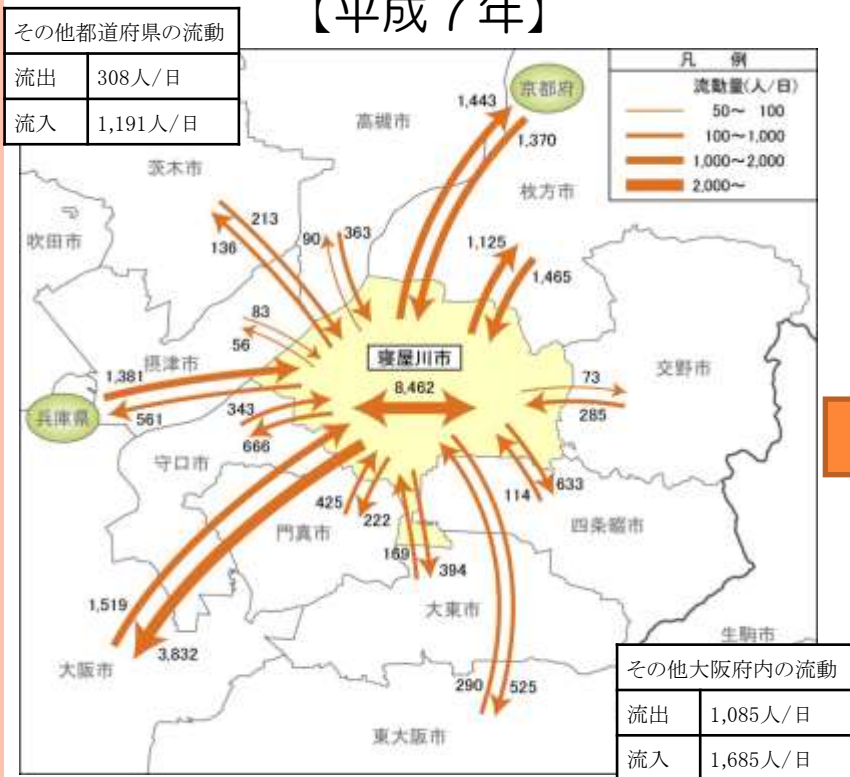 【平成７年】
その他都道府県の流動
流出 308人/日
流入 1,191人/日
凡 例
流動量(人/日)
50～ 100
100～1,000
1,000～2,000
2,000～
京都府
1,443
1,370
高槻市
茨木市
枚方市
213
136
90
363
1,125
1,465
吹田市
83
56
寝屋川市
8,462
摂津市
1,381
561
兵庫県
交野市
73
285
343
666
守口市
425
222
門真市
114
633
四条畷市
169
394
大東市
1,519
3,832
大阪市
生駒市
290
525
東大阪市
その他大阪府内の流動
流出 1,085人/日
流入 1,685人/日